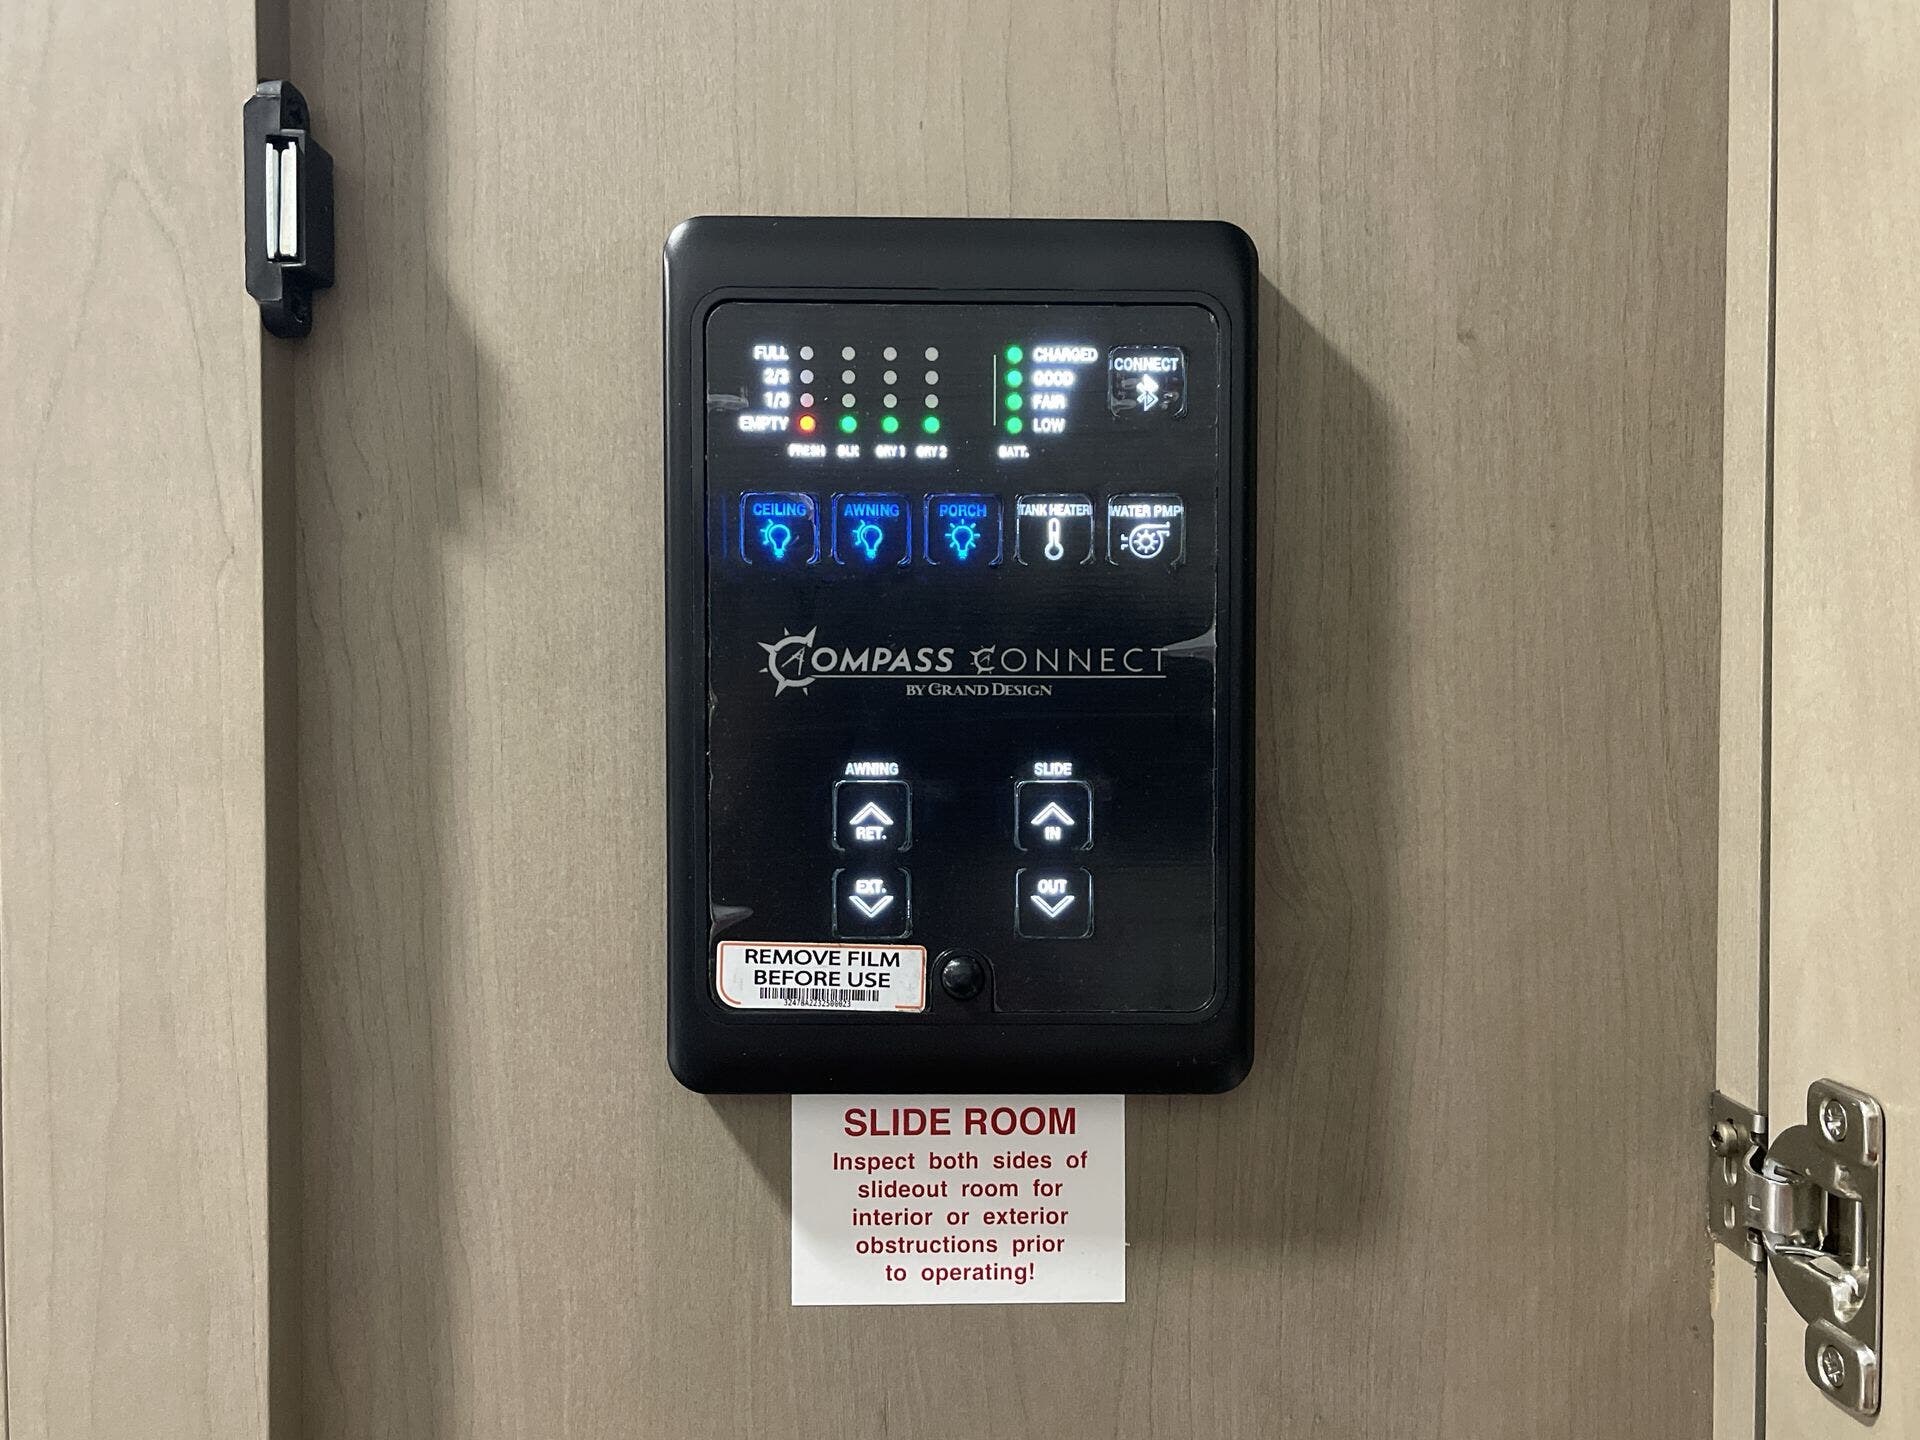 FULL
2/3
1/3
EMPTY
FRESH BLK GRY 1 GRY 2
CHARGED
GOOD
FAIR
LOW
BATT.
CONNECT
CEILING AWNING PORCH TANK HEATER WATER PMP
COMPASS CONNECT
BY GRAND DESIGN
AWNING SLIDE
RET. IN
EXT. OUT
REMOVE FILM
BEFORE USE
SLIDE ROOM
Inspect both sides of
slideout room for
interior or exterior
obstructions prior
to operating!